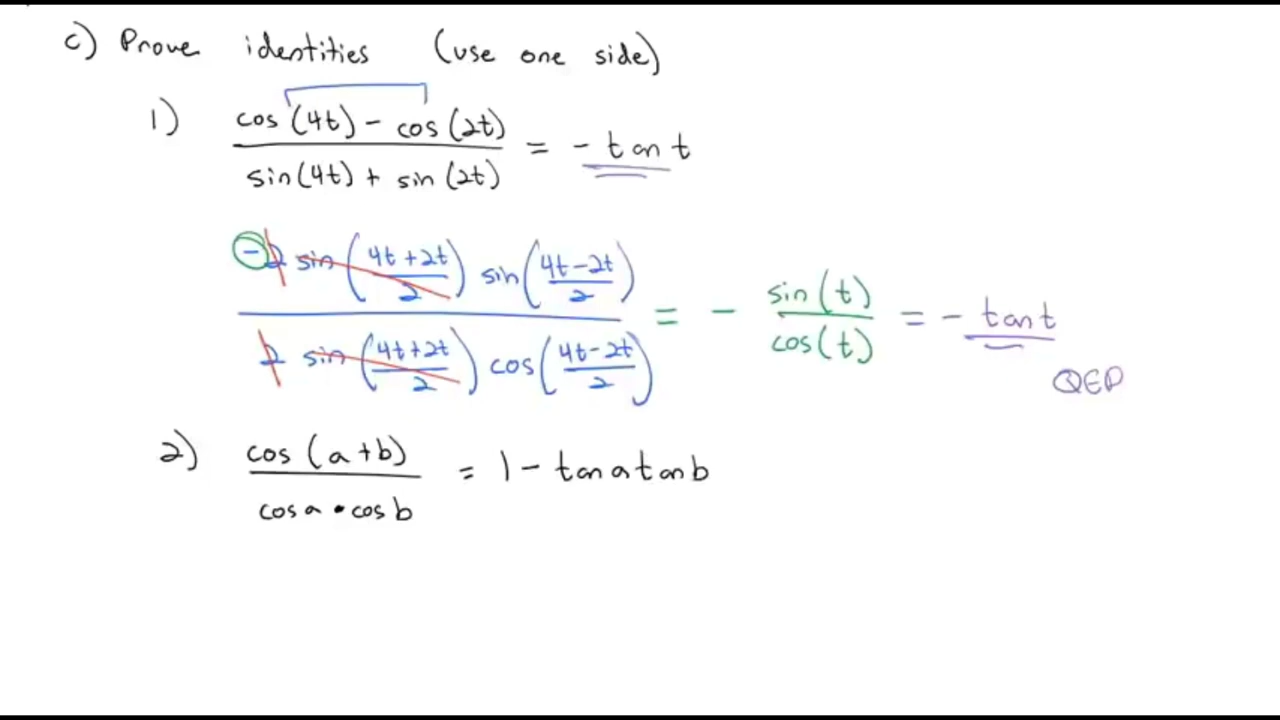 c) Prove identities (use one side)
1) cos(4t) - cos(2t) / sin(4t) + sin(2t) = - tan t
-2 sin((4t+2t)/2) sin((4t-2t)/2) / 2 sin((4t+2t)/2) cos((4t-2t)/2) = - sin(t)/cos(t) = - tan t
QED
2) cos(a+b) / cos a • cos b = 1 - tan a tan b